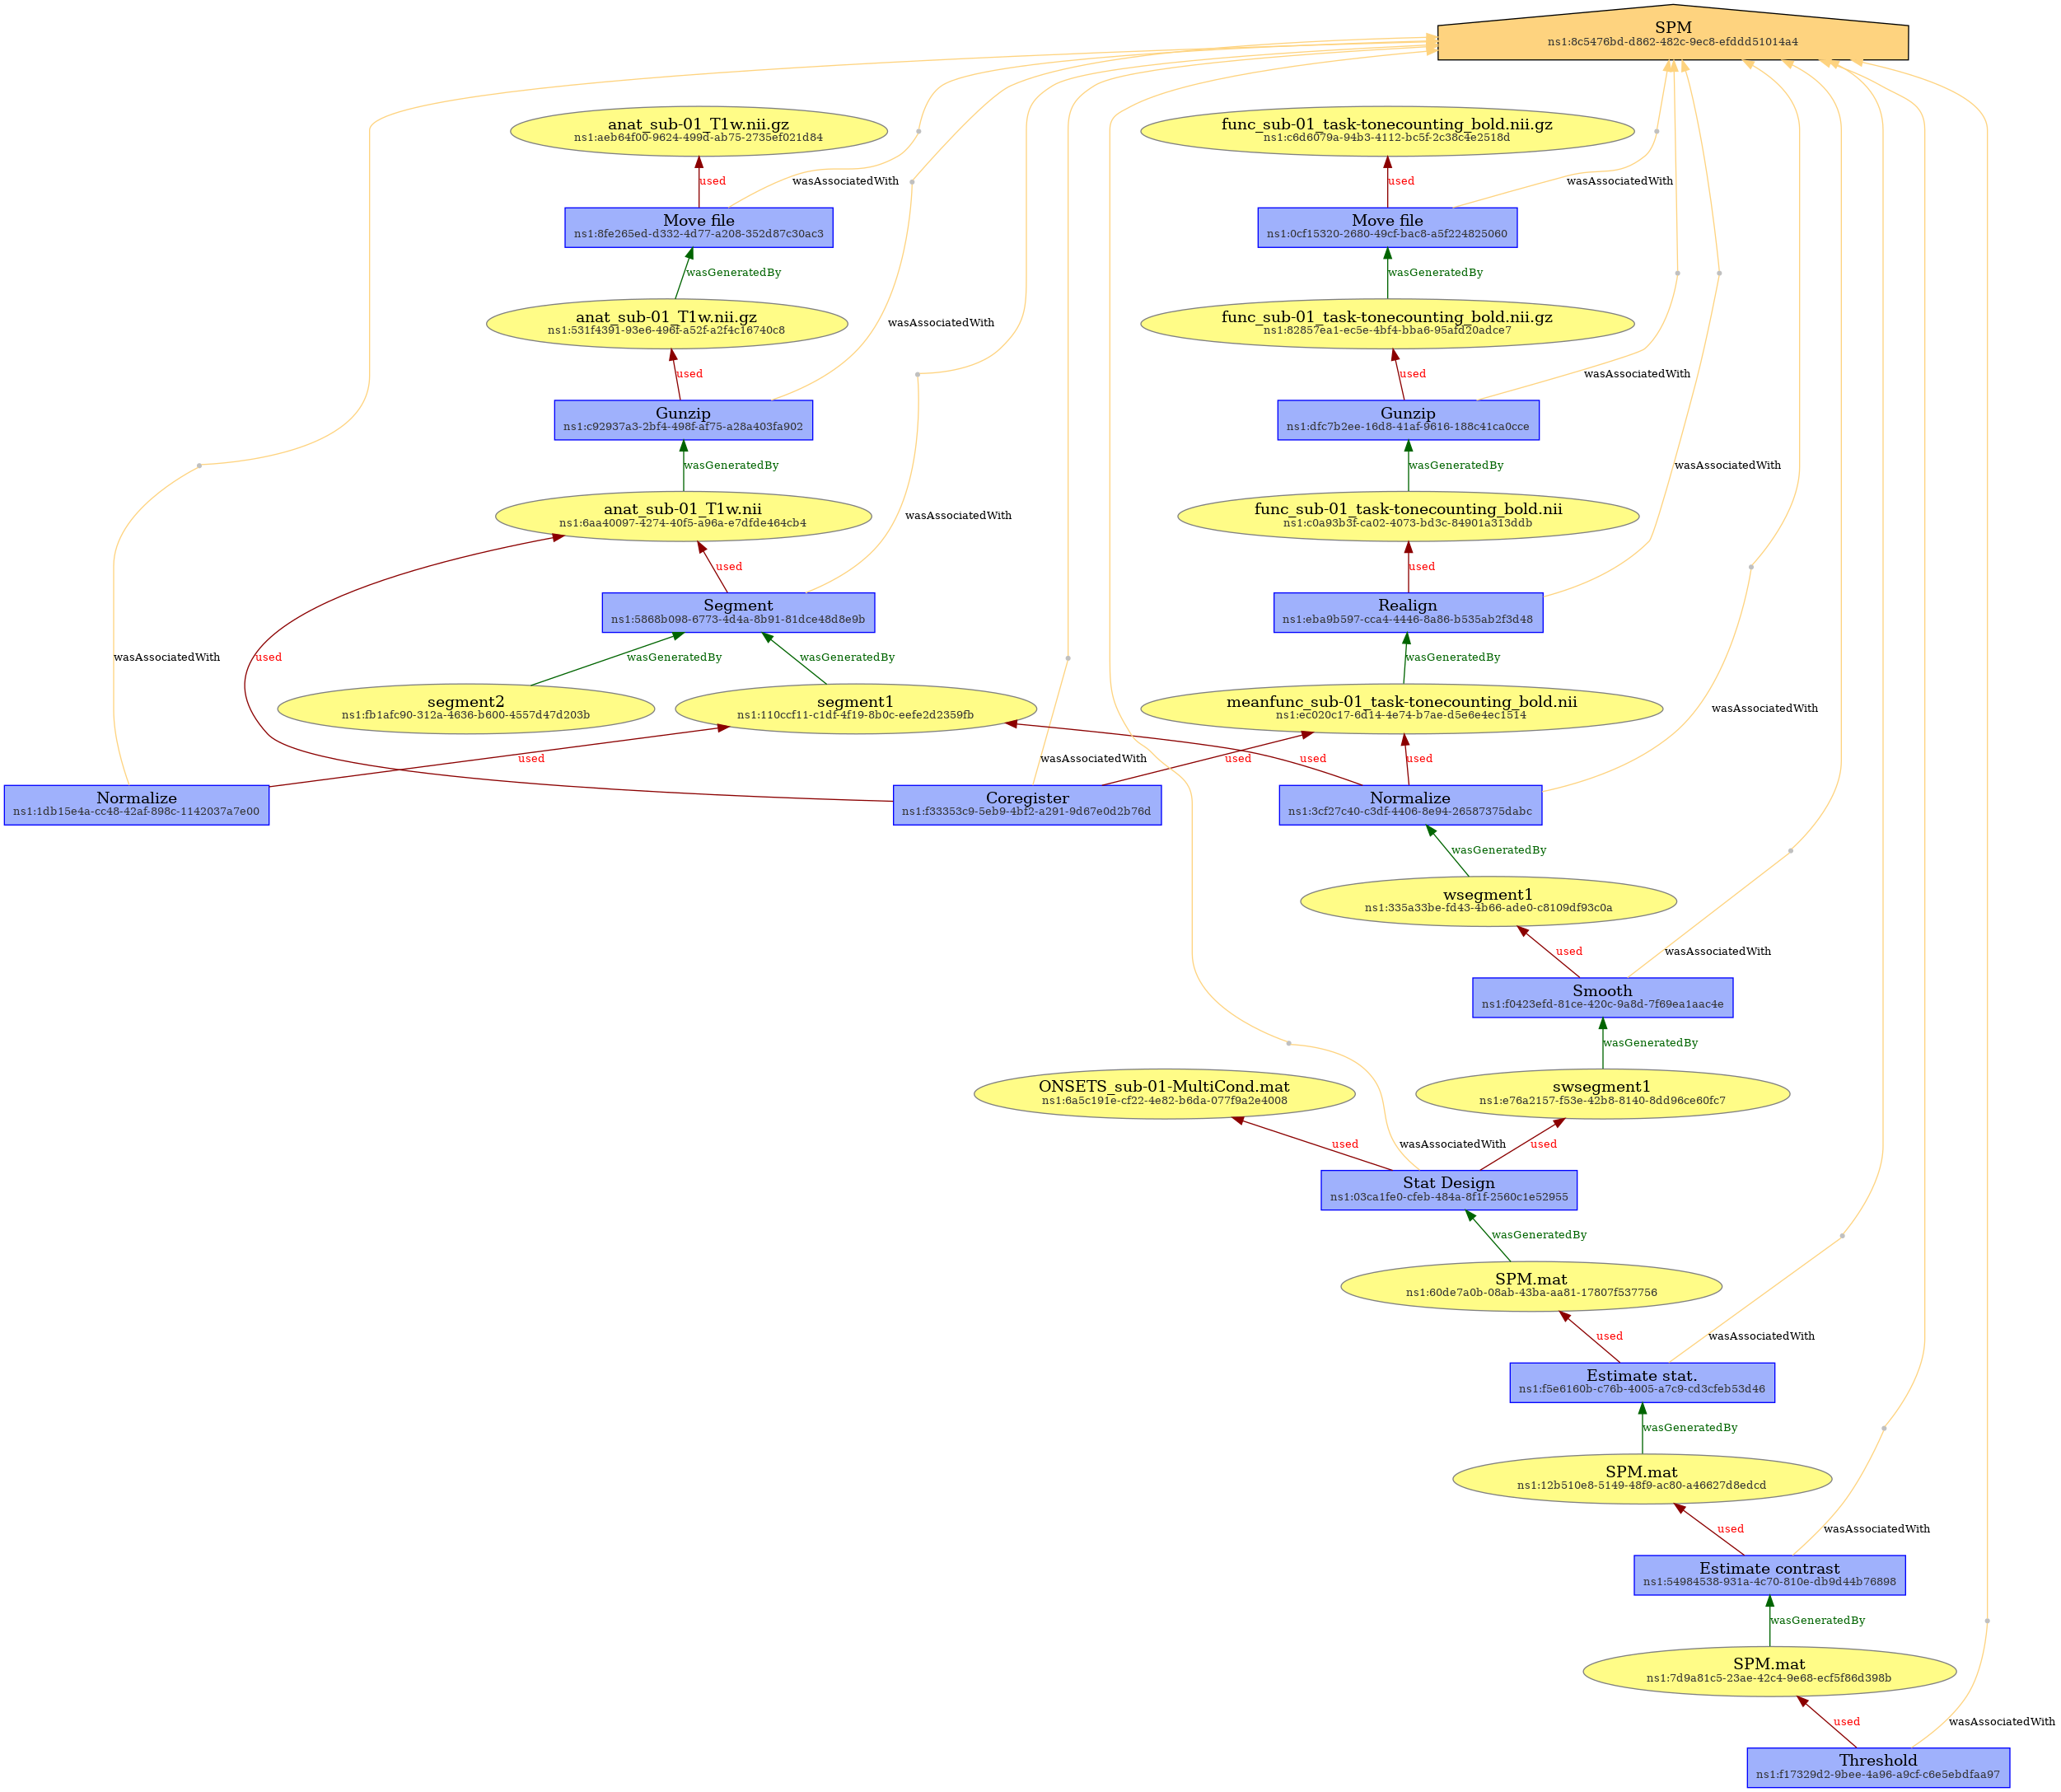 SPM
ns1:8c5476bd-d862-482c-9ec8-efddd51014a4
anat_sub-01_T1w.nii.gz
ns1:aeb64f00-9624-499d-ab75-2735ef021d84
func_sub-01_task-tonecounting_bold.nii.gz
ns1:c6d6079a-94b3-4112-bc5f-2c38c4e2518d
used
wasAssociatedWith
used
wasAssociatedWith
Move file
ns1:8fe265ed-d332-4d77-a208-352d87c30ac3
Move file
ns1:0cf15320-2680-49cf-bac8-a5f224825060
wasGeneratedBy
wasGeneratedBy
anat_sub-01_T1w.nii.gz
ns1:531f4391-93e6-496f-a52f-a2f4c16740c8
wasAssociatedWith
func_sub-01_task-tonecounting_bold.nii.gz
ns1:82857ea1-ec5e-4bf4-bba6-95afd20adce7
used
used
wasAssociatedWith
Gunzip
ns1:c92937a3-2bf4-498f-af75-a28a403fa902
Gunzip
ns1:dfc7b2ee-16d8-41af-9616-188c41ca0cce
wasGeneratedBy
wasGeneratedBy
wasAssociatedWith
anat_sub-01_T1w.nii
ns1:6aa40097-4274-40f5-a96a-e7dfde464cb4
wasAssociatedWith
func_sub-01_task-tonecounting_bold.nii
ns1:c0a93b3f-ca02-4073-bd3c-84901a313ddb
used
used
Segment
ns1:5868b098-6773-4d4a-8b91-81dce48d8e9b
Realign
ns1:eba9b597-cca4-4446-8a86-b535ab2f3d48
wasAssociatedWith
used
wasGeneratedBy
wasGeneratedBy
wasGeneratedBy
segment2
ns1:fb1afc90-312a-4636-b600-4557d47d203b
segment1
ns1:110ccf11-c1df-4f19-8b0c-eefe2d2359fb
meanfunc_sub-01_task-tonecounting_bold.nii
ns1:ec020c17-6d14-4e74-b7ae-d5e6e4ec1514
wasAssociatedWith
used
wasAssociatedWith
used
used
used
Normalize
ns1:1db15e4a-cc48-42af-898c-1142037a7e00
Coregister
ns1:f33353c9-5eb9-4bf2-a291-9d67e0d2b76d
Normalize
ns1:3cf27c40-c3df-4406-8e94-26587375dabc
wasGeneratedBy
wsegment1
ns1:335a33be-fd43-4b66-ade0-c8109df93c0a
used
wasAssociatedWith
Smooth
ns1:f0423efd-81ce-420c-9a8d-7f69ea1aac4e
wasGeneratedBy
ONSETS_sub-01-MultiCond.mat
ns1:6a5c191e-cf22-4e82-b6da-077f9a2e4008
swsegment1
ns1:e76a2157-f53e-42b8-8140-8dd96ce60fc7
used
wasAssociatedWith
used
Stat Design
ns1:03ca1fe0-cfeb-484a-8f1f-2560c1e52955
wasGeneratedBy
SPM.mat
ns1:60de7a0b-08ab-43ba-aa81-17807f537756
used
wasAssociatedWith
Estimate stat.
ns1:f5e6160b-c76b-4005-a7c9-cd3cfeb53d46
wasGeneratedBy
SPM.mat
ns1:12b510e8-5149-48f9-ac80-a46627d8edcd
used
wasAssociatedWith
Estimate contrast
ns1:54984538-931a-4c70-810e-db9d44b76898
wasGeneratedBy
SPM.mat
ns1:7d9a81c5-23ae-42c4-9e68-ecf5f86d398b
used
wasAssociatedWith
Threshold
ns1:f17329d2-9bee-4a96-a9cf-c6e5ebdfaa97